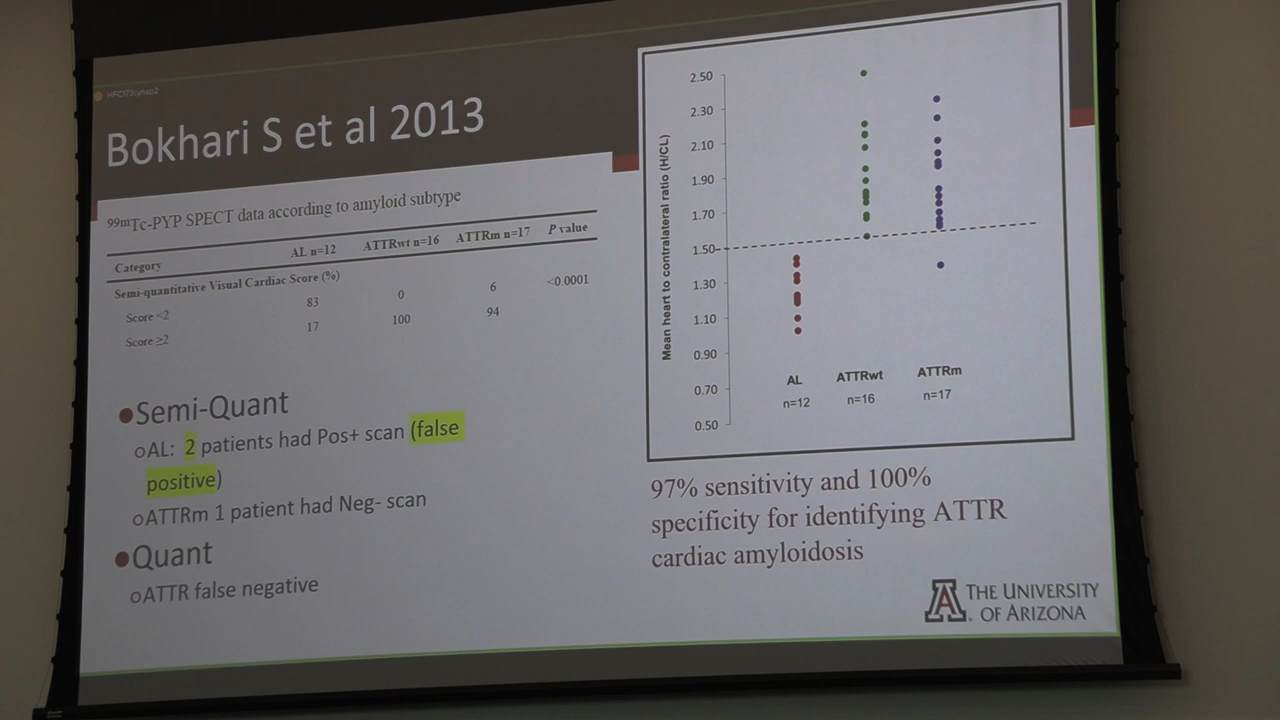 HFC173cyhap2
Bokhari S et al 2013
99mTc-PYP SPECT data according to amyloid subtype
Category AL n=12 ATTRwt n=16 ATTRm n=17 P value
Semi-quantitative Visual Cardiac Score (%)
Score <2 83 0 6 <0.0001
Score ≥2 17 100 94
Semi-Quant
AL: 2 patients had Pos+ scan (false
positive)
ATTRm 1 patient had Neg- scan
Quant
ATTR false negative
Mean heart to contralateral ratio (H/CL)
2.50
2.30
2.10
1.90
1.70
1.50
1.30
1.10
0.90
0.70
0.50
AL ATTRwt ATTRm
n=12 n=16 n=17
97% sensitivity and 100%
specificity for identifying ATTR
cardiac amyloidosis
A THE UNIVERSITY
OF ARIZONA